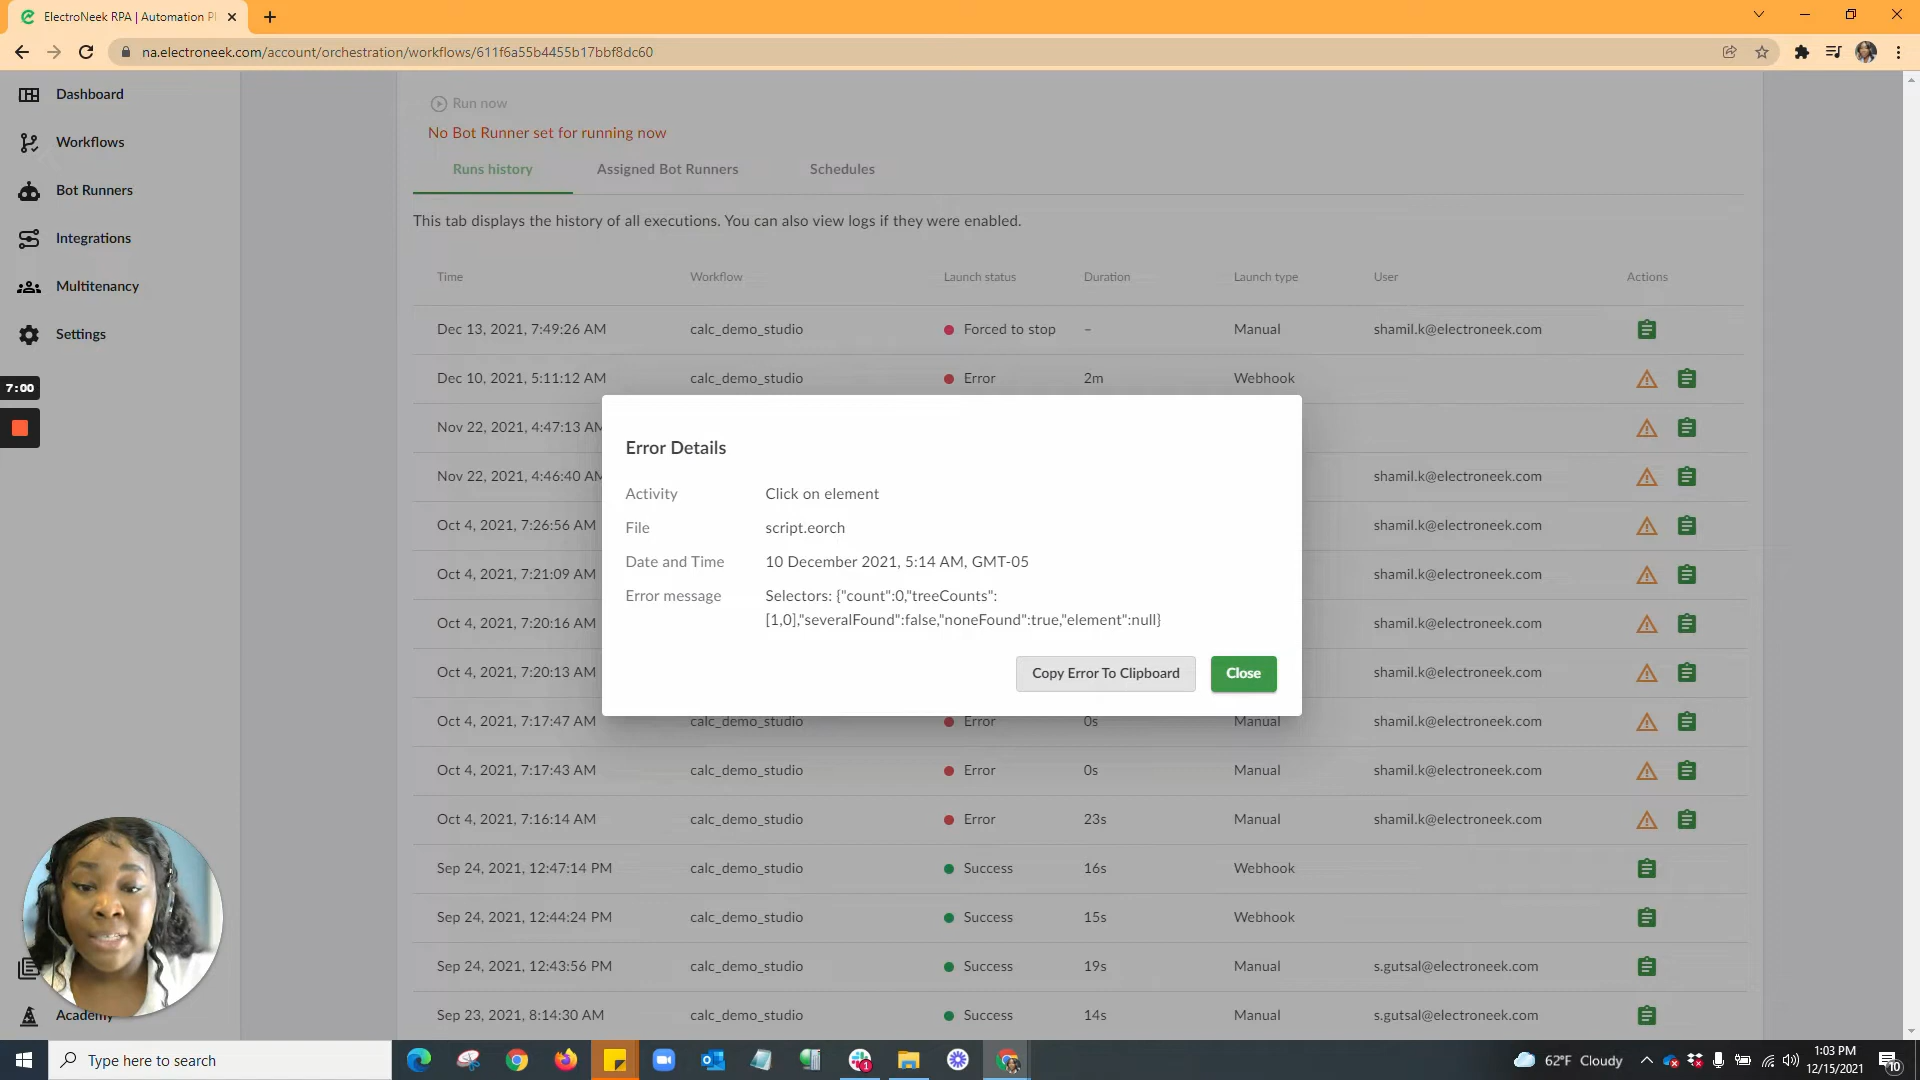 ElectroNeek RPA | Automation Pl
na.electroneek.com/account/orchestration/workflows/611f6a55b4455b17bbf8dc60
Dashboard
Workflows
Bot Runners
Integrations
Multitenancy
Settings
7:00
Academy
Run now
No Bot Runner set for running now
Runs history Assigned Bot Runners Schedules
This tab displays the history of all executions. You can also view logs if they were enabled.
Time Workflow Launch status Duration Launch type User Actions
Dec 13, 2021, 7:49:26 AM calc_demo_studio Forced to stop – Manual shamil.k@electroneek.com
Dec 10, 2021, 5:11:12 AM calc_demo_studio Error 2m Webhook
Nov 22, 2021, 4:47:13 AM
Nov 22, 2021, 4:46:40 AM shamil.k@electroneek.com
Oct 4, 2021, 7:26:56 AM shamil.k@electroneek.com
Oct 4, 2021, 7:21:09 AM shamil.k@electroneek.com
Oct 4, 2021, 7:20:16 AM shamil.k@electroneek.com
Oct 4, 2021, 7:20:13 AM shamil.k@electroneek.com
Oct 4, 2021, 7:17:47 AM calc_demo_studio Error 0s Manual shamil.k@electroneek.com
Oct 4, 2021, 7:17:43 AM calc_demo_studio Error 0s Manual shamil.k@electroneek.com
Oct 4, 2021, 7:16:14 AM calc_demo_studio Error 23s Manual shamil.k@electroneek.com
Sep 24, 2021, 12:47:14 PM calc_demo_studio Success 16s Webhook
Sep 24, 2021, 12:44:24 PM calc_demo_studio Success 15s Webhook
Sep 24, 2021, 12:43:56 PM calc_demo_studio Success 19s Manual s.gutsal@electroneek.com
Sep 23, 2021, 8:14:30 AM calc_demo_studio Success 14s Manual s.gutsal@electroneek.com
Error Details
Activity Click on element
File script.eorch
Date and Time 10 December 2021, 5:14 AM, GMT-05
Error message Selectors: {"count":0,"treeCounts":
[1,0],"severalFound":false,"noneFound":true,"element":null}
Copy Error To Clipboard Close
Type here to search
1
62°F Cloudy
1:03 PM
12/15/2021
10